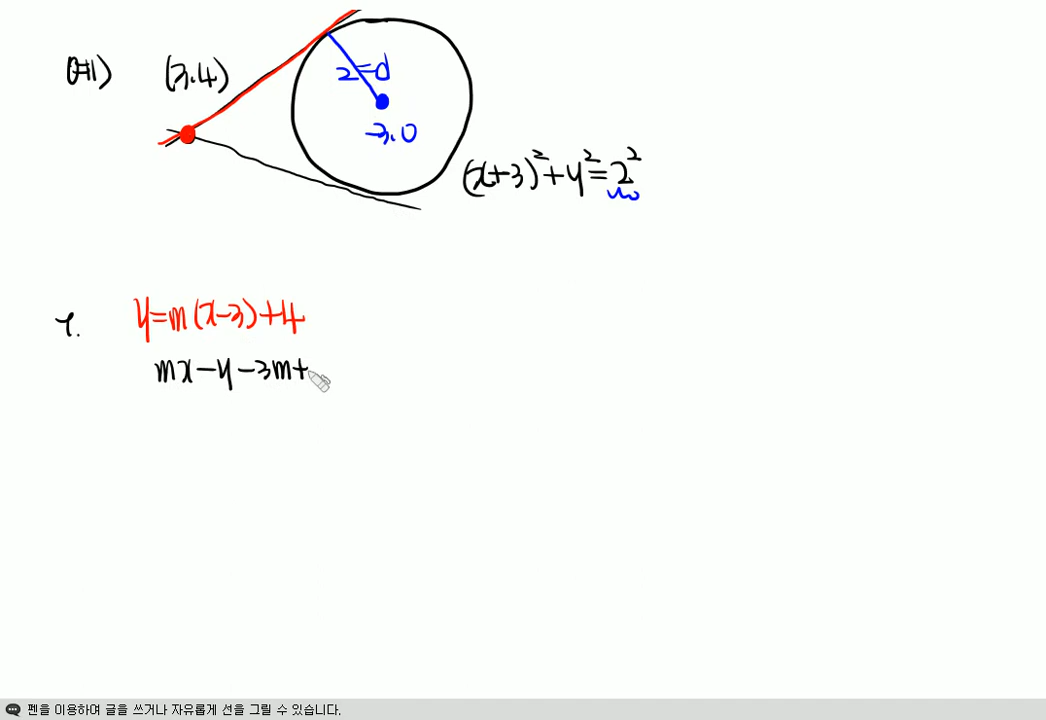 예1) (3,4)
2=d
-3,0
(x+3)²+y²=2²
y=m(x-3)+4
mx-y-3m+
펜을 이용하여 글을 쓰거나 자유롭게 선을 그릴 수 있습니다.